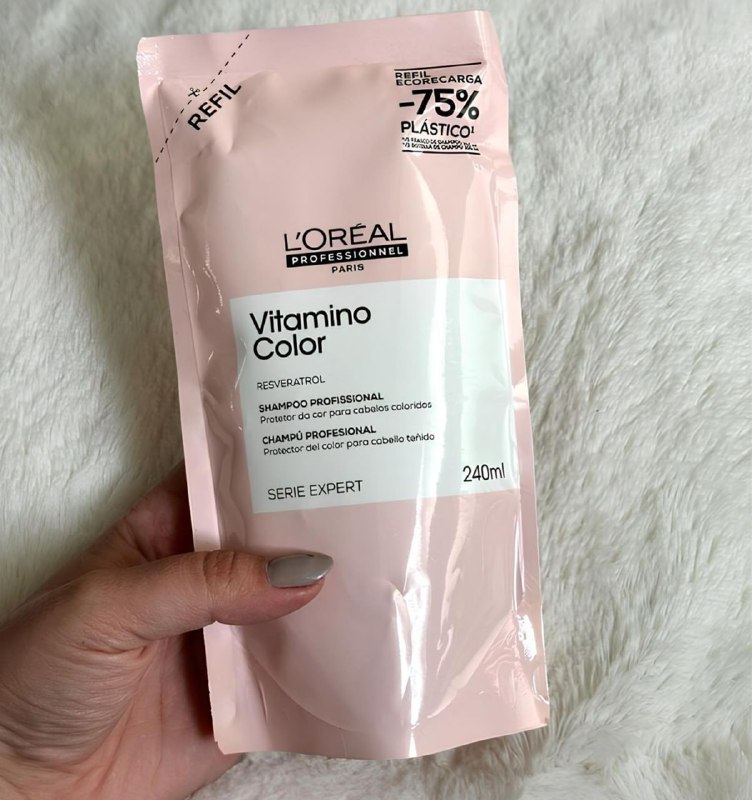 REFIL
REFIL
ECORECARGA
-75%
PLÁSTICO¹
L'ORÉAL
PROFESSIONNEL
PARIS
Vitamino
Color
RESVERATROL
SHAMPOO PROFISSIONAL
Protetor da cor para cabelos coloridos
CHAMPÚ PROFESIONAL
Protector del color para cabello teñido
SERIE EXPERT
240ml